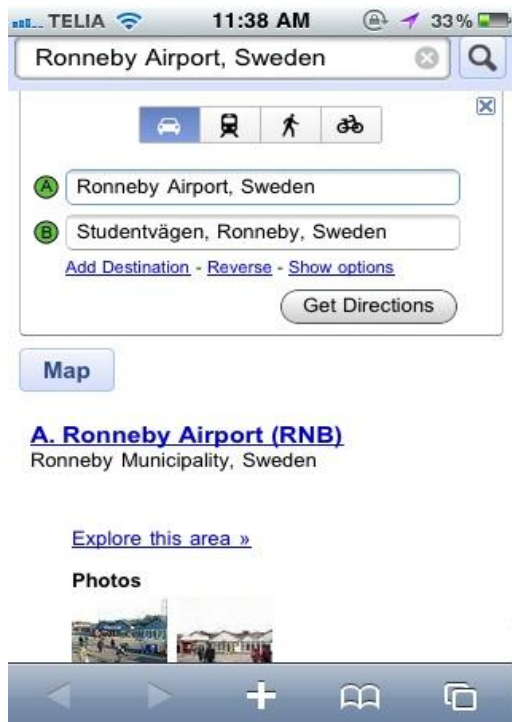 TELIA 11:38 AM 33%
Ronneby Airport, Sweden
A Ronneby Airport, Sweden
B Studentvägen, Ronneby, Sweden
Add Destination - Reverse - Show options
Get Directions
Map
A. Ronneby Airport (RNB)
Ronneby Municipality, Sweden
Explore this area »
Photos